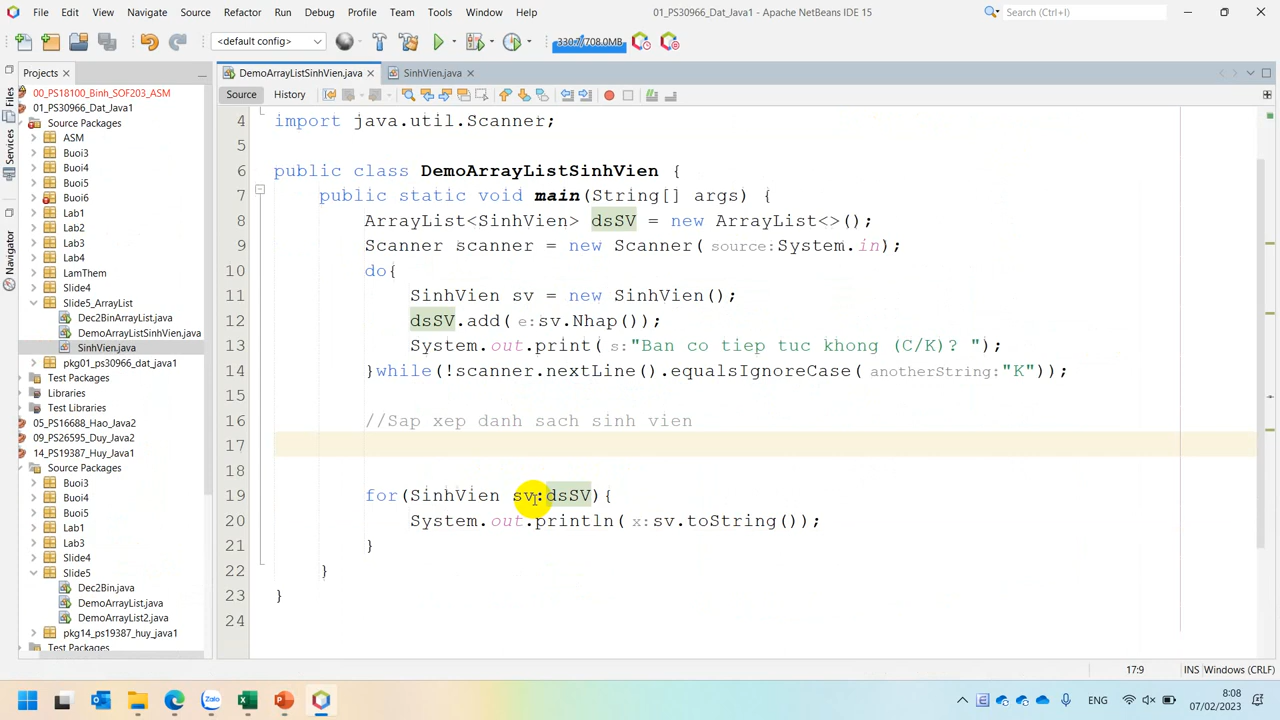 File Edit View Navigate Source Refactor Run Debug Profile Team Tools Window Help 01_PS30966_Dat_Java1 - Apache NetBeans IDE 15 Search (Ctrl+I)
<default config> 330.7/708.0MB
Projects
DemoArrayListSinhVien.java SinhVien.java
Source History
Files
Services
Navigator
00_PS18100_Binh_SOF203_ASM
01_PS30966_Dat_Java1
Source Packages
ASM
Buoi3
Buoi4
Buoi5
Buoi6
Lab1
Lab2
Lab3
Lab4
LamThem
Slide4
Slide5_ArrayList
Dec2BinArrayList.java
DemoArrayListSinhVien.java
SinhVien.java
pkg01_ps30966_dat_java1
Test Packages
Libraries
Test Libraries
05_PS16688_Hao_Java2
09_PS26595_Duy_Java2
14_PS19387_Huy_Java1
Source Packages
Buoi3
Buoi4
Buoi5
Lab1
Lab3
Slide4
Slide5
Dec2Bin.java
DemoArrayList.java
DemoArrayList2.java
pkg14_ps19387_huy_java1
Test Packages
4 import java.util.Scanner;
5
6 public class DemoArrayListSinhVien {
7 public static void main(String[] args) {
8 ArrayList<SinhVien> dsSV = new ArrayList<>();
9 Scanner scanner = new Scanner( source:System.in);
10 do{
11 SinhVien sv = new SinhVien();
12 dsSV.add( e:sv.Nhap());
13 System.out.print( s:"Ban co tiep tuc khong (C/K)? ");
14 }while(!scanner.nextLine().equalsIgnoreCase( anotherString:"K"));
15
16 //Sap xep danh sach sinh vien
17
18
19 for(SinhVien sv:dsSV){
20 System.out.println( x:sv.toString());
21 }
22 }
23 }
24
17:9 INS Windows (CRLF)
Zalo ENG 8:08
07/02/2023